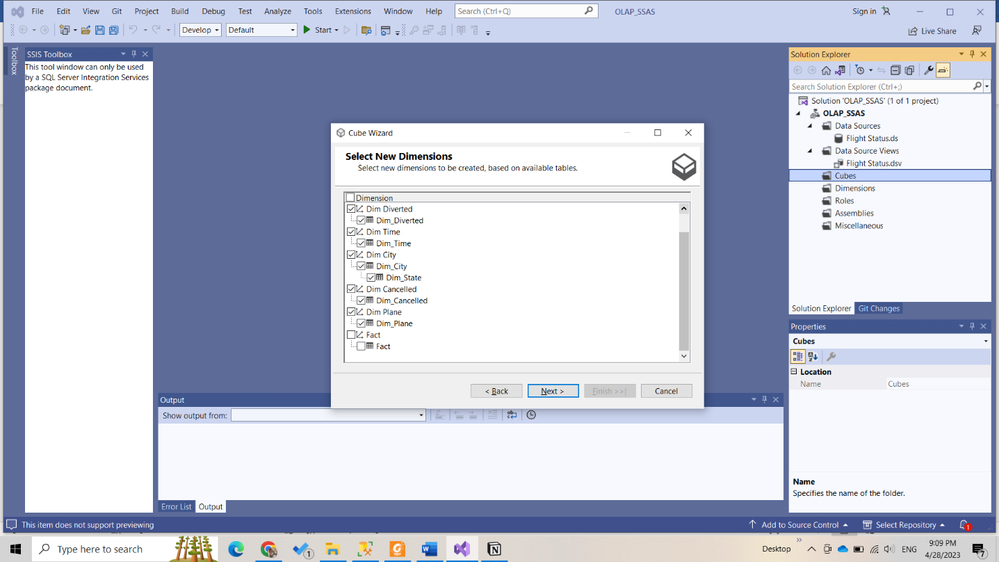 File Edit View Git Project Build Debug Test Analyze Tools Extensions Window Help Search (Ctrl+Q) OLAP_SSAS Sign in
Develop Default Start Live Share
Toolbox
SSIS Toolbox
This tool window can only be used
by a SQL Server Integration Services
package document.
Cube Wizard
Select New Dimensions
Select new dimensions to be created, based on available tables.
Dimension
Dim Diverted
Dim_Diverted
Dim Time
Dim_Time
Dim City
Dim_City
Dim_State
Dim Cancelled
Dim_Cancelled
Dim Plane
Dim_Plane
Fact
Fact
< Back Next > Finish >>| Cancel
Output
Show output from:
Error List Output
Solution Explorer
Search Solution Explorer (Ctrl+;)
Solution 'OLAP_SSAS' (1 of 1 project)
OLAP_SSAS
Data Sources
Flight Status.ds
Data Source Views
Flight Status.dsv
Cubes
Dimensions
Roles
Assemblies
Miscellaneous
Solution Explorer Git Changes
Properties
Cubes
Location
Name Cubes
Name
Specifies the name of the folder.
This item does not support previewing Add to Source Control Select Repository 1
Type here to search 1 Desktop ENG 9:09 PM
4/28/2023 7